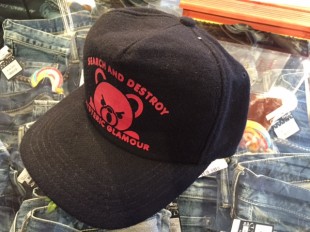 SEARCH AND DESTROY
HYSTERIC GLAMOUR